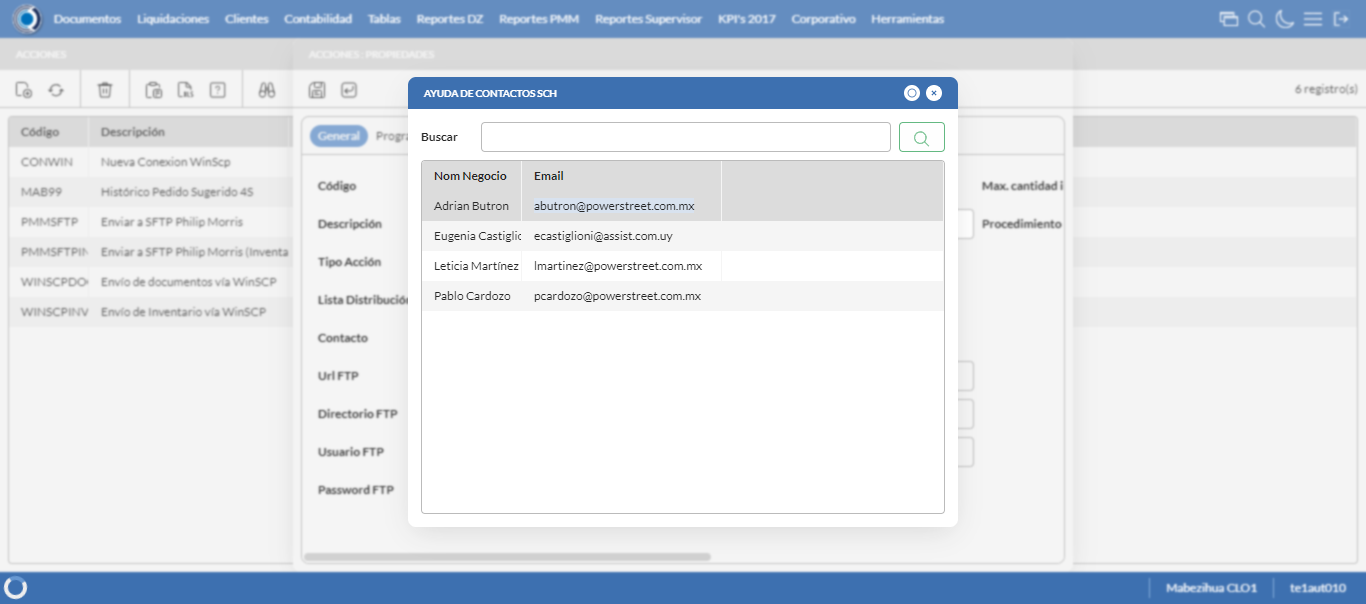 Documentos Liquidaciones Clientes Contabilidad Tablas Reportes DZ Reportes PMM Reportes Supervisor KPI's 2017 Corporativo Herramientas
ACCIONES ACCIONES: PROPIEDADES
6 registro(s)
AYUDA DE CONTACTOS SCH
Buscar
Nom Negocio Email
Adrian Butron abutron@powerstreet.com.mx
Eugenia Castiglic ecastiglioni@assist.com.uy
Leticia Martínez lmartinez@powerstreet.com.mx
Pablo Cardozo pcardozo@powerstreet.com.mx
Código Descripción
CONWIN Nueva Conexion WinScp
MAB99 Histórico Pedido Sugerido 4S
PMMSFTP Enviar a SFTP Philip Morris
PMMSFTPIN Enviar a SFTP Philip Morris (Inventa
WINSCPDO Envío de documentos vía WinSCP
WINSCPINV Envío de Inventario vía WinSCP
General Progra
Código Max. cantidad i
Descripción Procedimiento
Tipo Acción
Lista Distribución
Contacto
Url FTP
Directorio FTP
Usuario FTP
Password FTP
Mabezihua CLO1 te1aut010